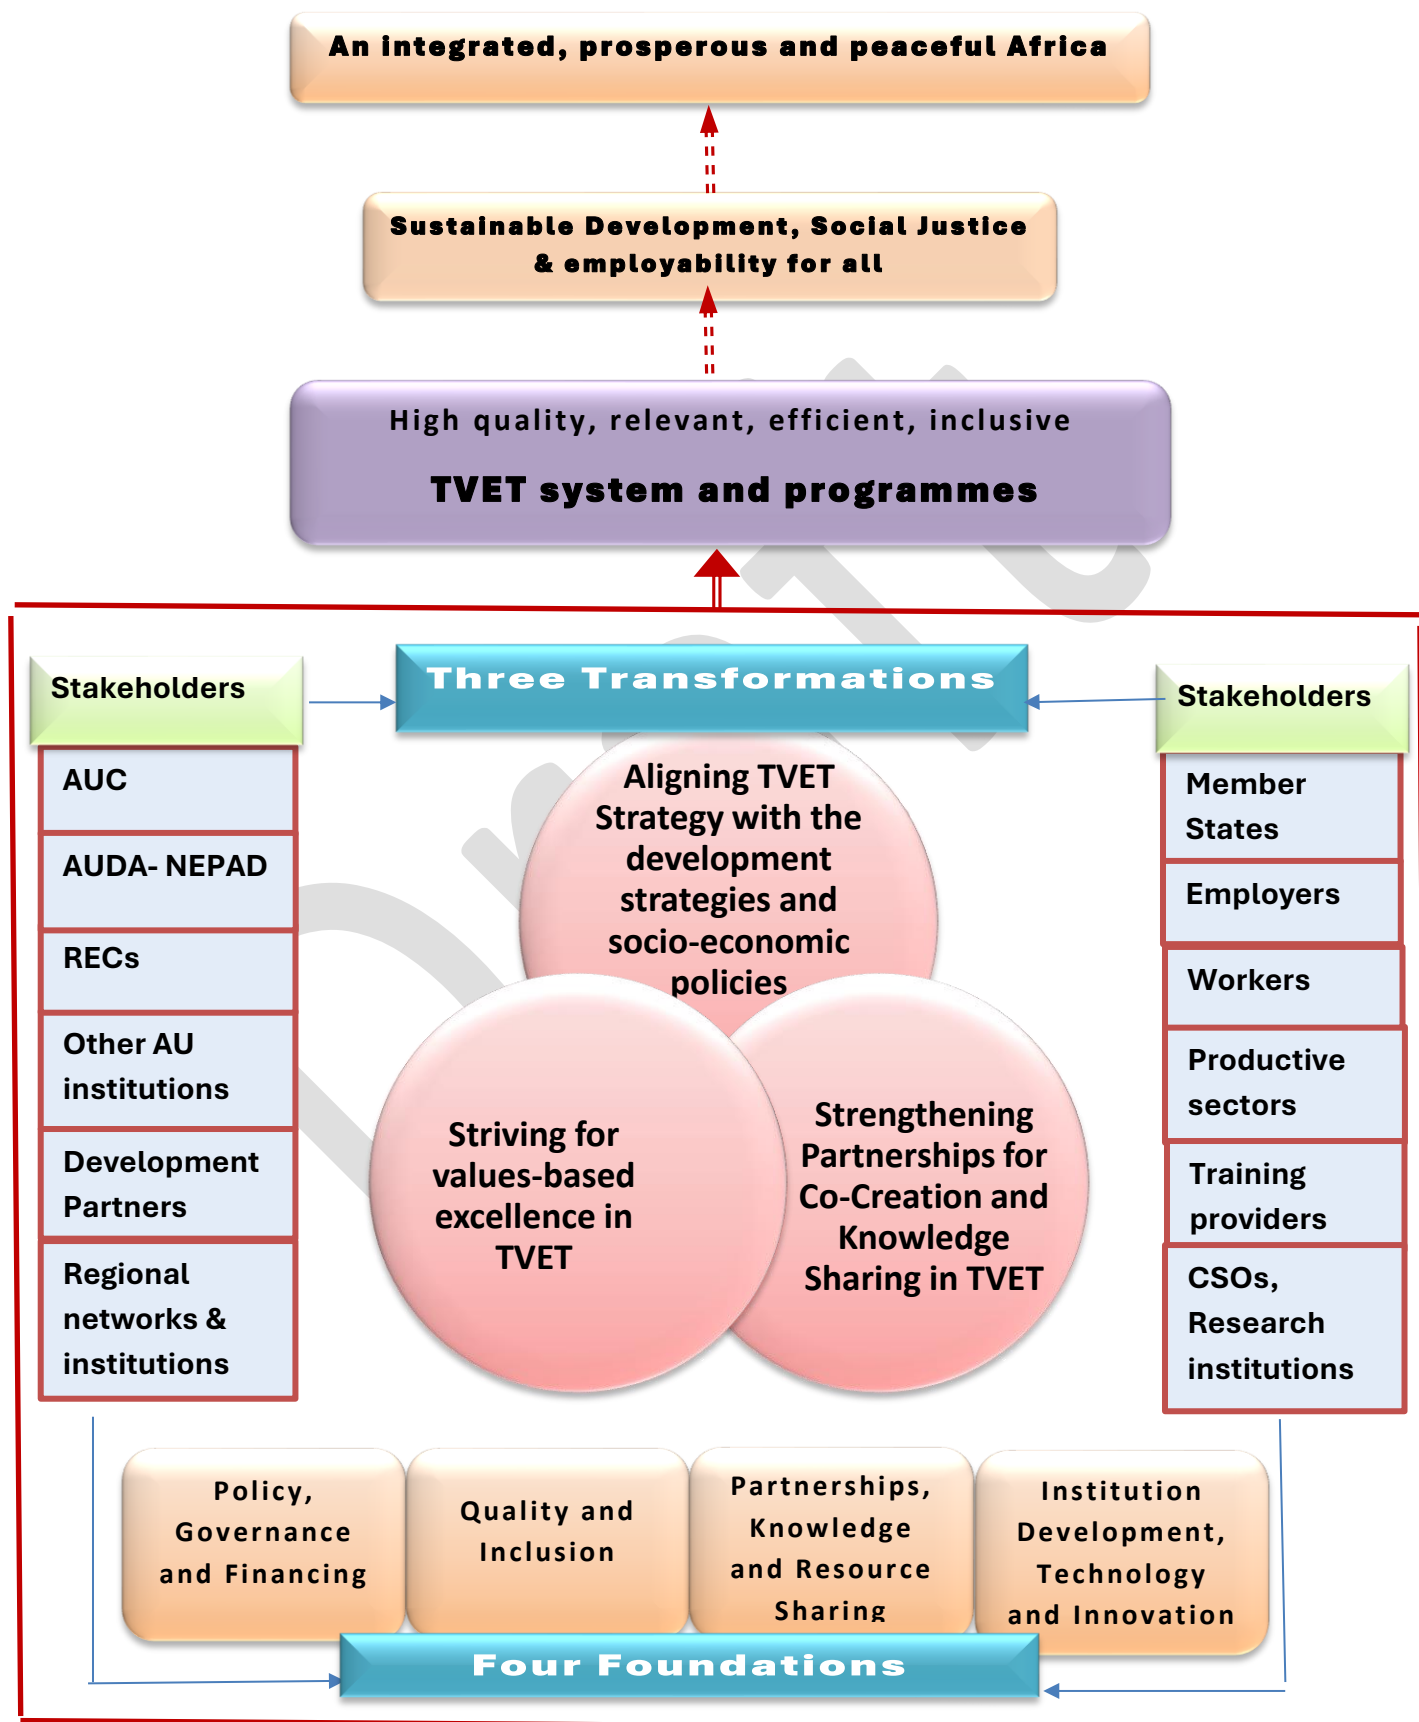 An integrated, prosperous and peaceful Africa
Sustainable Development, Social Justice
& employability for all
High quality, relevant, efficient, inclusive
TVET system and programmes
Stakeholders
AUC
AUDA- NEPAD
RECs
Other AU
institutions
Development
Partners
Regional
networks &
institutions
Three Transformations
Aligning TVET
Strategy with the
development
strategies and
socio-economic
policies
Striving for
values-based
excellence in
TVET
Strengthening
Partnerships for
Co-Creation and
Knowledge
Sharing in TVET
Stakeholders
Member
States
Employers
Workers
Productive
sectors
Training
providers
CSOs,
Research
institutions
Policy,
Governance
and Financing
Quality and
Inclusion
Partnerships,
Knowledge
and Resource
Sharing
Institution
Development,
Technology
and Innovation
Four Foundations